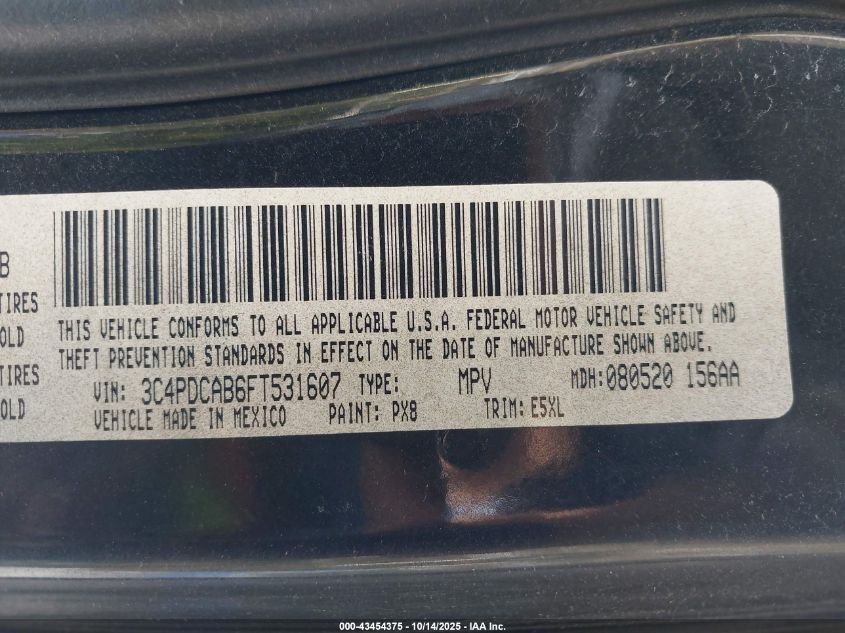 B
TIRES
OLD
TIRES
OLD
THIS VEHICLE CONFORMS TO ALL APPLICABLE U.S.A. FEDERAL MOTOR VEHICLE SAFETY AND
THEFT PREVENTION STANDARDS IN EFFECT ON THE DATE OF MANUFACTURE SHOWN ABOVE.
VIN: 3C4PDCAB6FT531607 TYPE: MPV MDH:080520 156AA
VEHICLE MADE IN MEXICO PAINT: PX8 TRIM: E5XL
000-43454375 - 10/14/2025 - IAA Inc.